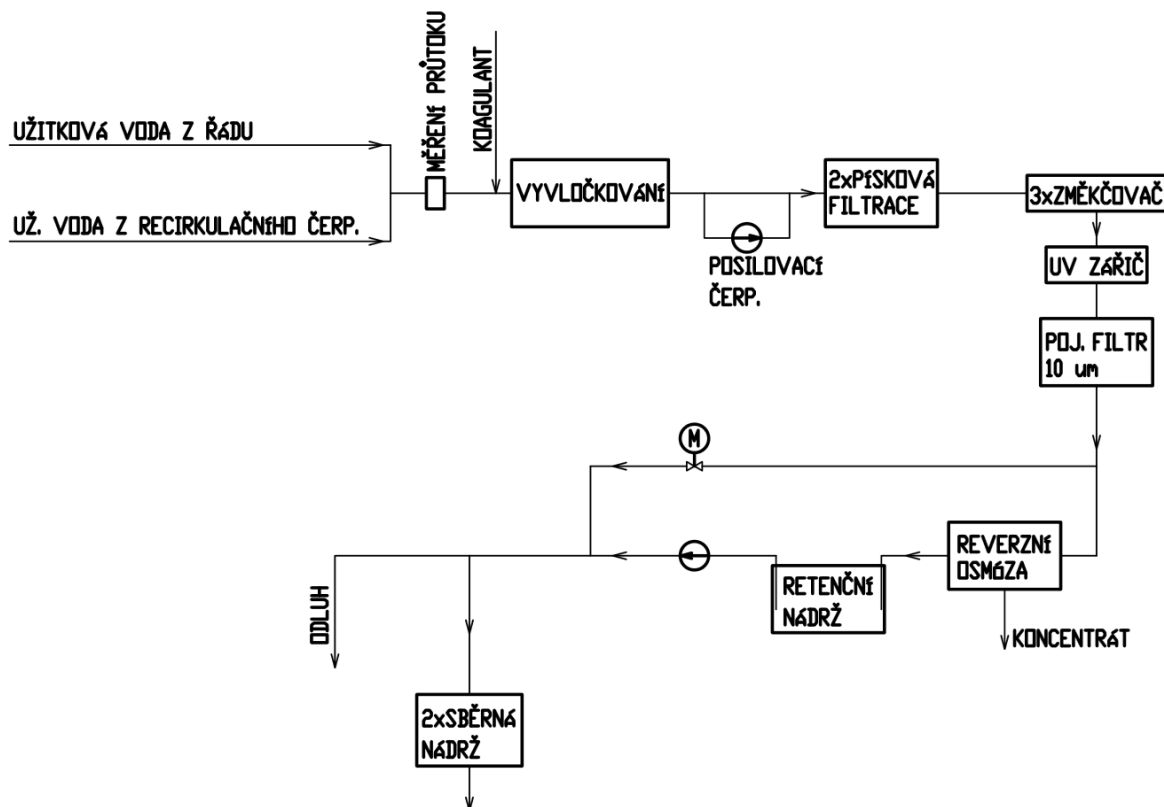 UŽITKOVÁ VODA Z ŘÁDU
UŽ. VODA Z RECIRKULAČNÍHO ČERP.
MĚŘENÍ PRŮTOKU
KOAGULANT
VYVLOČKOVÁNÍ
POSILOVACÍ
ČERP.
2xPÍSKOVÁ
FILTRACE
3xZMĚKČOVAČ
UV ZÁŘIČ
POJ. FILTR
10 um
M
REVERZNÍ
OSMÓZA
KONCENTRÁT
RETENČNÍ
NÁDRŽ
ODLUH
2xSBĚRNÁ
NÁDRŽ